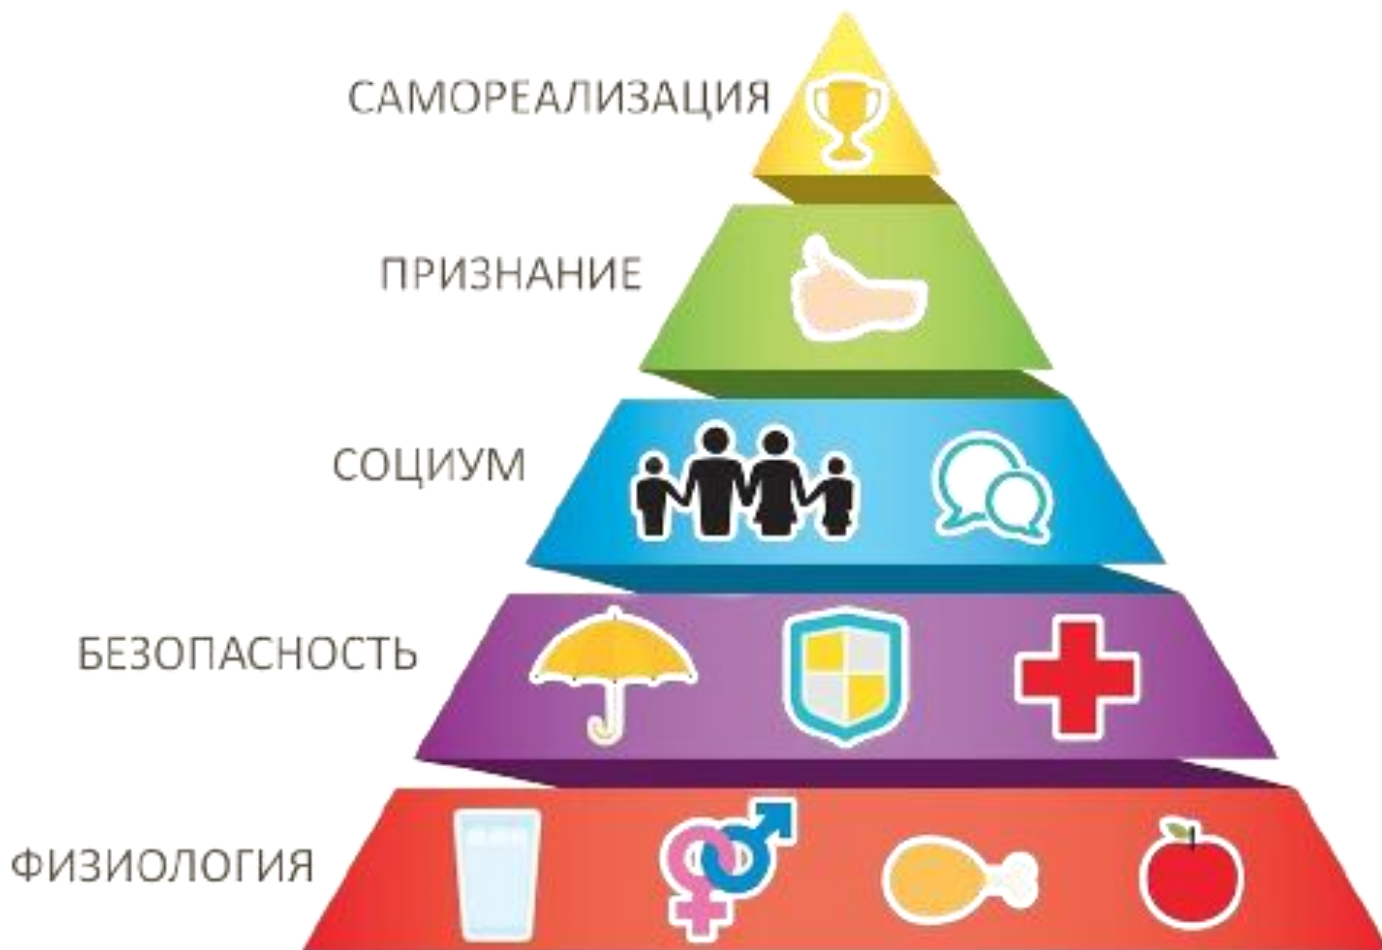 САМОРЕАЛИЗАЦИЯ
ПРИЗНАНИЕ
СОЦИУМ
БЕЗОПАСНОСТЬ
ФИЗИОЛОГИЯ